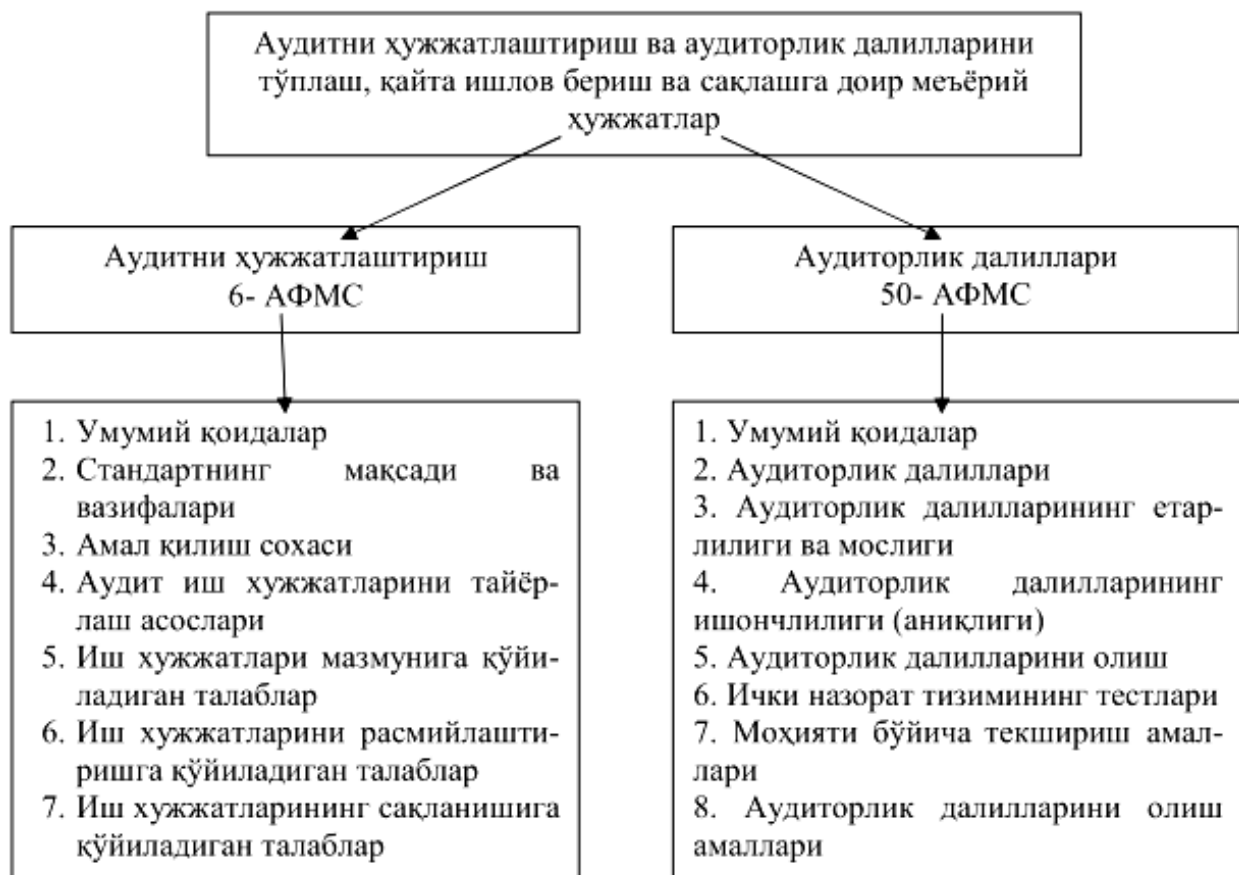 Аудитни ҳужжатлаштириш ва аудиторлик далилларини
тўплаш, қайта ишлов бериш ва сақлашга доир меъёрий
ҳужжатлар
Аудитни ҳужжатлаштириш
6- АФМС
1. Умумий қоидалар
2. Стандартнинг мақсади ва
вазифалари
3. Амал қилиш сохаси
4. Аудит иш хужжатларини тайёр-
лаш асослари
5. Иш хужжатлари мазмунига қўйи-
ладиган талаблар
6. Иш хужжатларини расмийлашти-
ришга қўйиладиган талаблар
7. Иш хужжатларининг сақланишига
қўйиладиган талаблар
Аудиторлик далиллари
50- АФМС
1. Умумий қоидалар
2. Аудиторлик далиллари
3. Аудиторлик далилларининг етар-
лилиги ва мослиги
4. Аудиторлик далилларининг
ишончлилиги (аниқлиги)
5. Аудиторлик далилларини олиш
6. Ички назорат тизимининг тестлари
7. Моҳияти бўйича текшириш амал-
лари
8. Аудиторлик далилларини олиш
амаллари